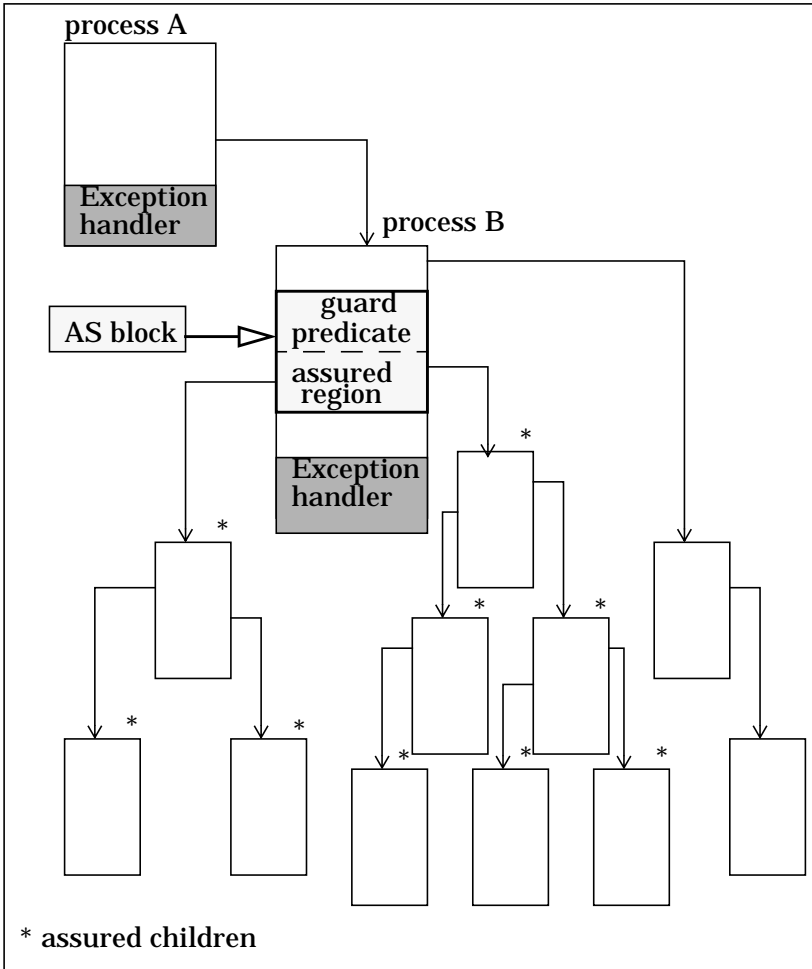 process A
Exception
handler
process B
guard
predicate
AS block
assured
region
*
Exception
handler
*
*
*
*
*
*
*
*
* assured children